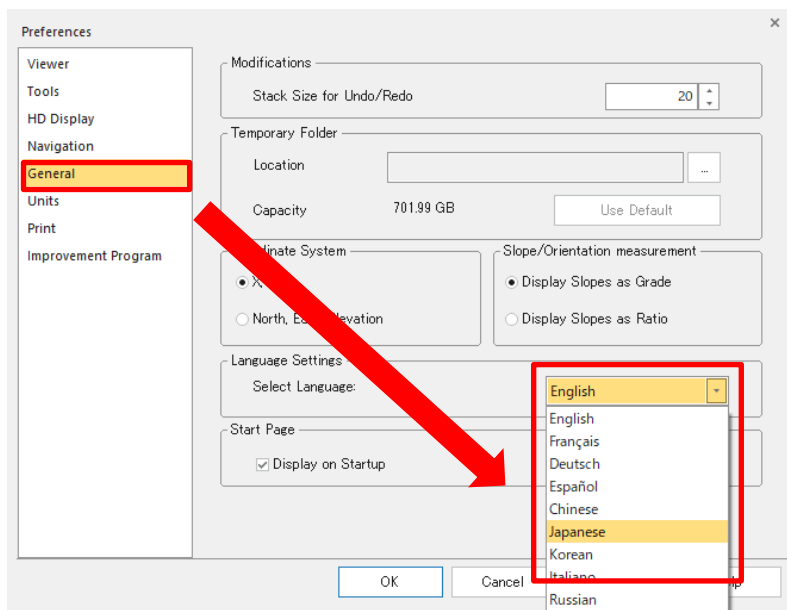 Preferences
Viewer
Tools
HD Display
Navigation
General
Units
Print
Improvement Program
Modifications
Stack Size for Undo/Redo 20
Temporary Folder
Location ...
Capacity 701.99 GB Use Default
System
Slope/Orientation measurement
X
Display Slopes as Grade
North,
Display Slopes as Ratio
Language Settings
Select Language: English
English
Français
Deutsch
Español
Chinese
Japanese
Korean
Italiano
Russian
Start Page
Display on Startup
OK Cancel